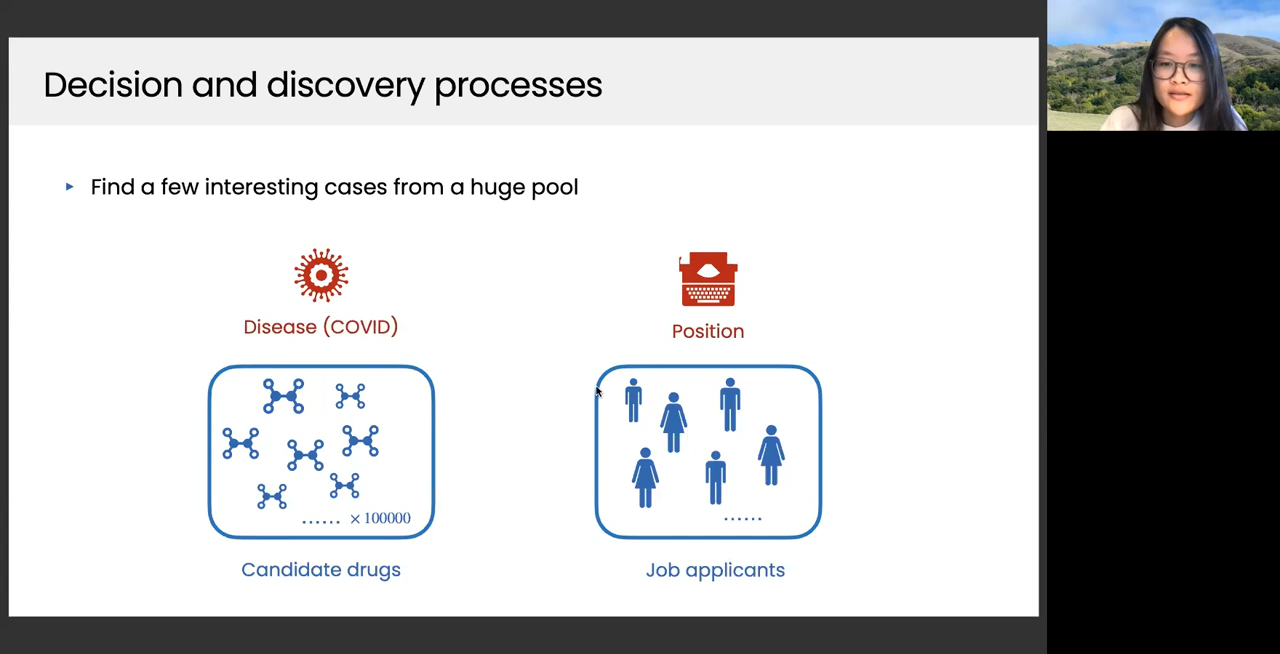 Decision and discovery processes
▸ Find a few interesting cases from a huge pool
Disease (COVID)
Position
...... × 100000
......
Candidate drugs
Job applicants